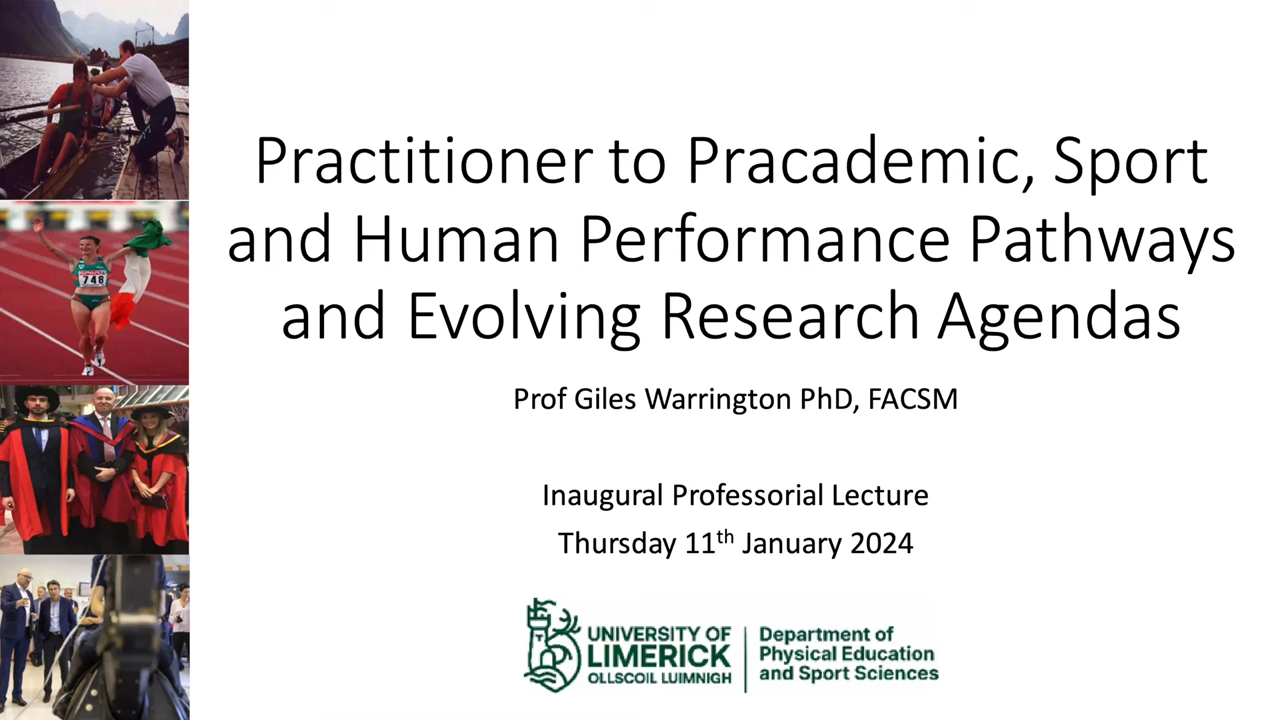 Practitioner to Pracademic, Sport
and Human Performance Pathways
and Evolving Research Agendas
Prof Giles Warrington PhD, FACSM
Inaugural Professorial Lecture
Thursday 11th January 2024
UNIVERSITY OF
LIMERICK
OLLSCOIL LUIMNIGH
Department of
Physical Education
and Sport Sciences
748